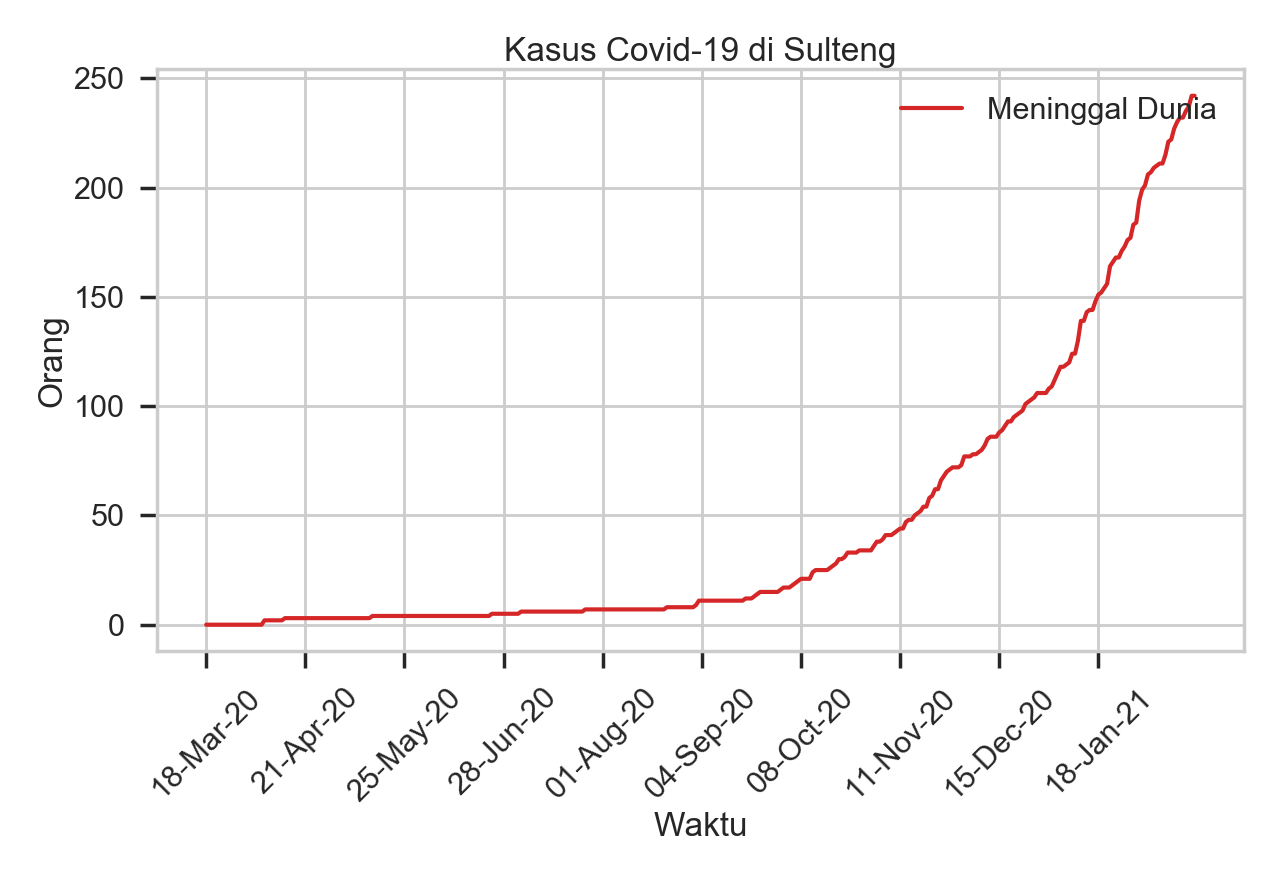 Kasus Covid-19 di Sulteng
Meninggal Dunia
250
200
150
100
50
0
Orang
18-Mar-20
21-Apr-20
25-May-20
28-Jun-20
01-Aug-20
04-Sep-20
08-Oct-20
11-Nov-20
15-Dec-20
18-Jan-21
Waktu